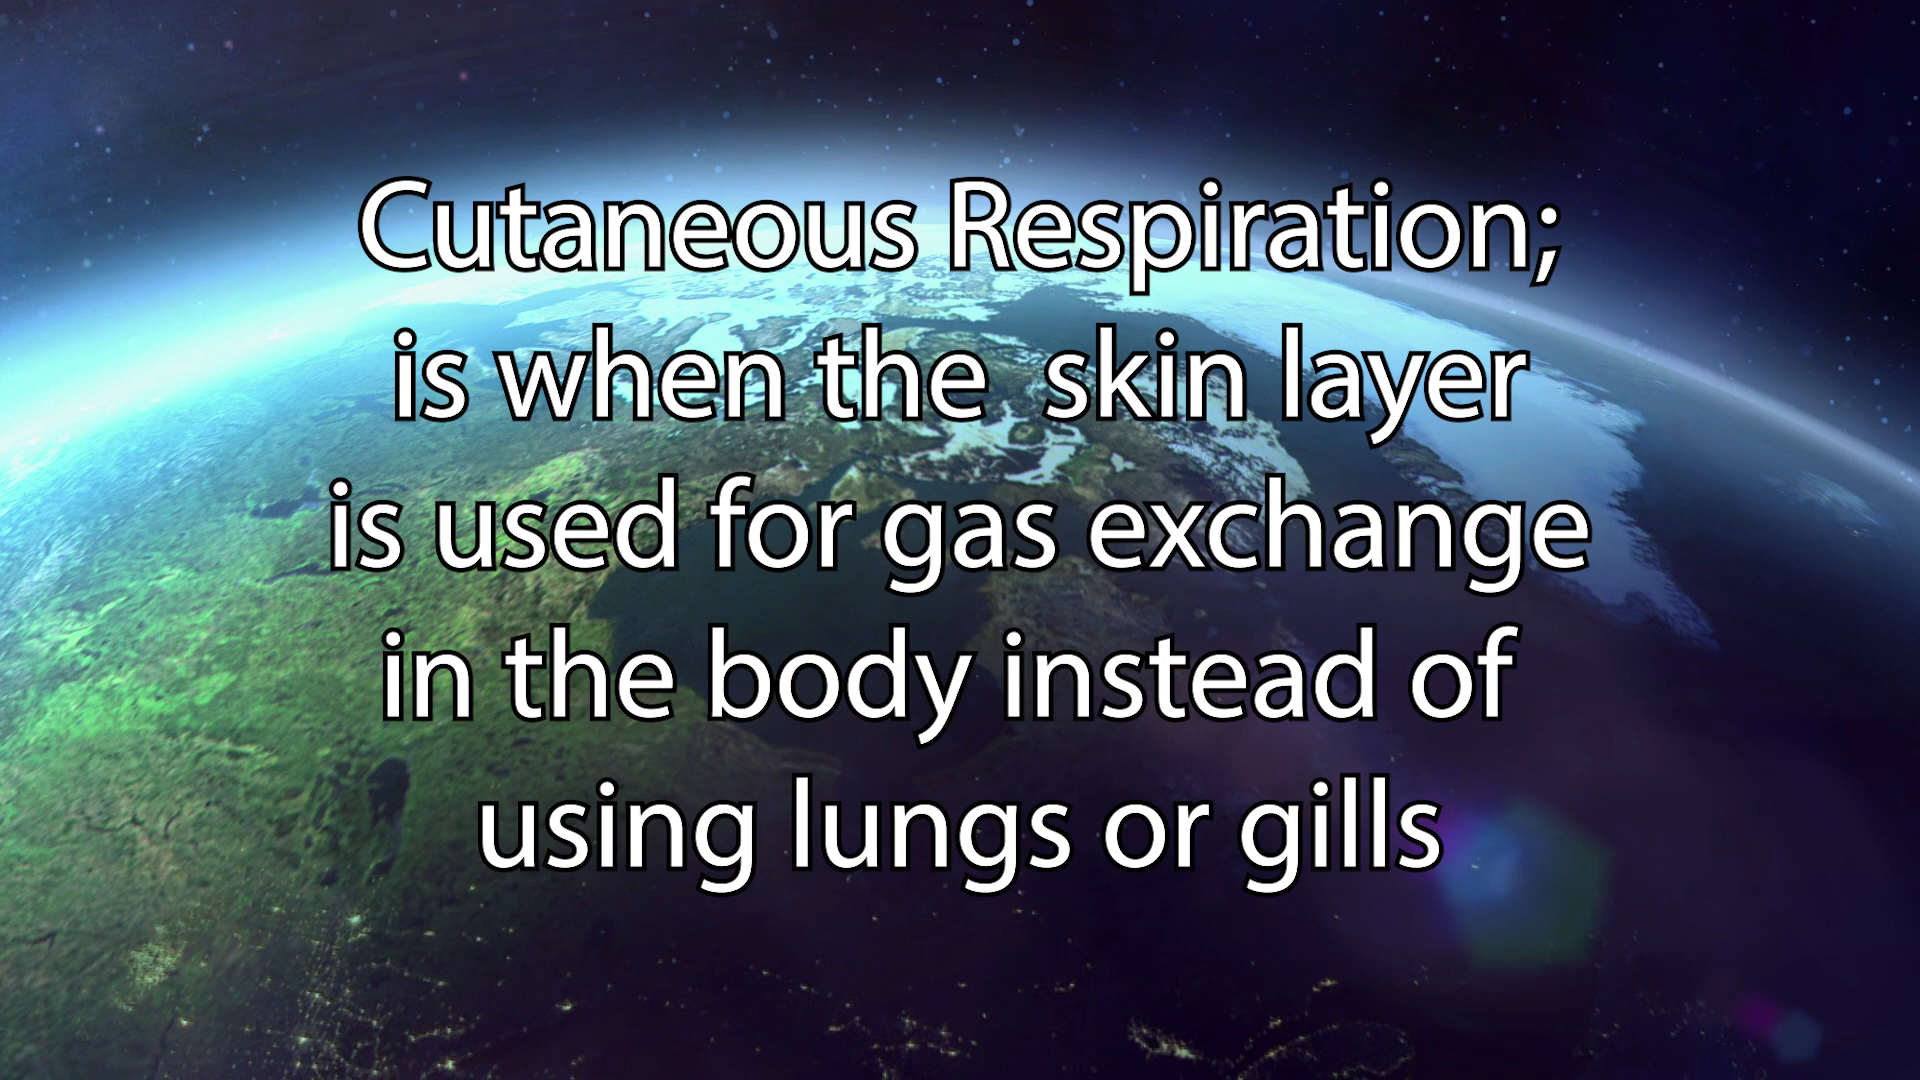 Cutaneous Respiration;
is when the  skin layer
is used for gas exchange
in the body instead of
using lungs or gills